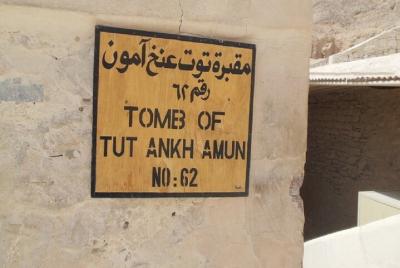 مقبرة توت عنخ آمون
رقم ٦٢
TOMB OF
TUT ANKH AMUN
NO: 62